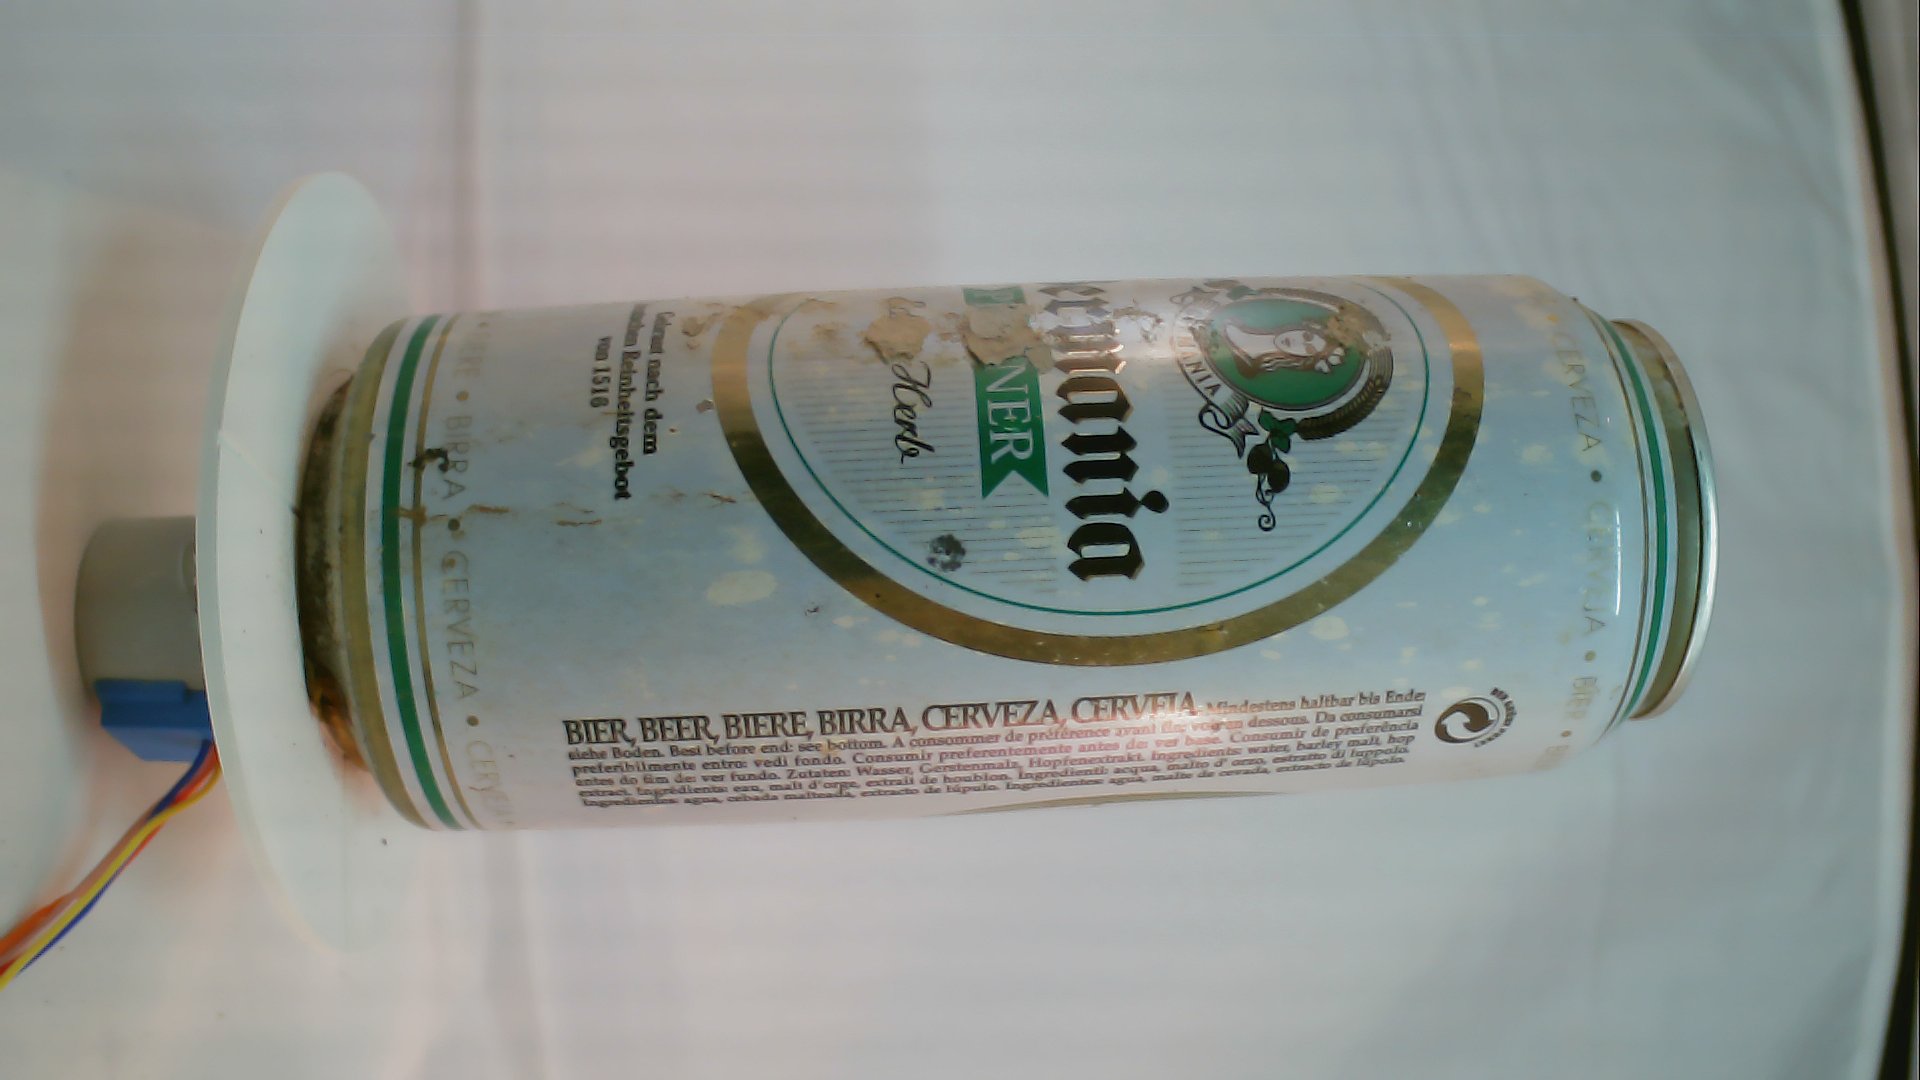 CERVEZA • CERVEJA • BIER •
ANIA
emania
P NER
Herb
Gebraut nach dem
Reinheitsgebot
von 1516
BIER, BEER, BIERE, BIRRA, CERVEZA, CERVEJA. Mindestens haltbar bis Ende:
siehe Boden. Best before end: see bottom. A consommer de préférence avant fin: voir en dessous. Da consumarsi
preferibilmente entro: vedi fondo. Consumir preferentemente antes de: ver base. Consumir de preferência
antes do fim de: ver fundo. Zutaten: Wasser, Gerstenmalz, Hopfenextrakt. Ingredients: water, barley malt, hop
extract. Ingrédients: eau, malt d'orge, extrait de houblon. Ingredienti: acqua, malto d'orzo, estratto di luppolo.
Ingredientes: agua, cebada malteada, extracto de lúpulo. Ingredientes: agua, malte de cevada, extracto de lúpulo.
• BIRRA • CERVEZA • CERVEJA